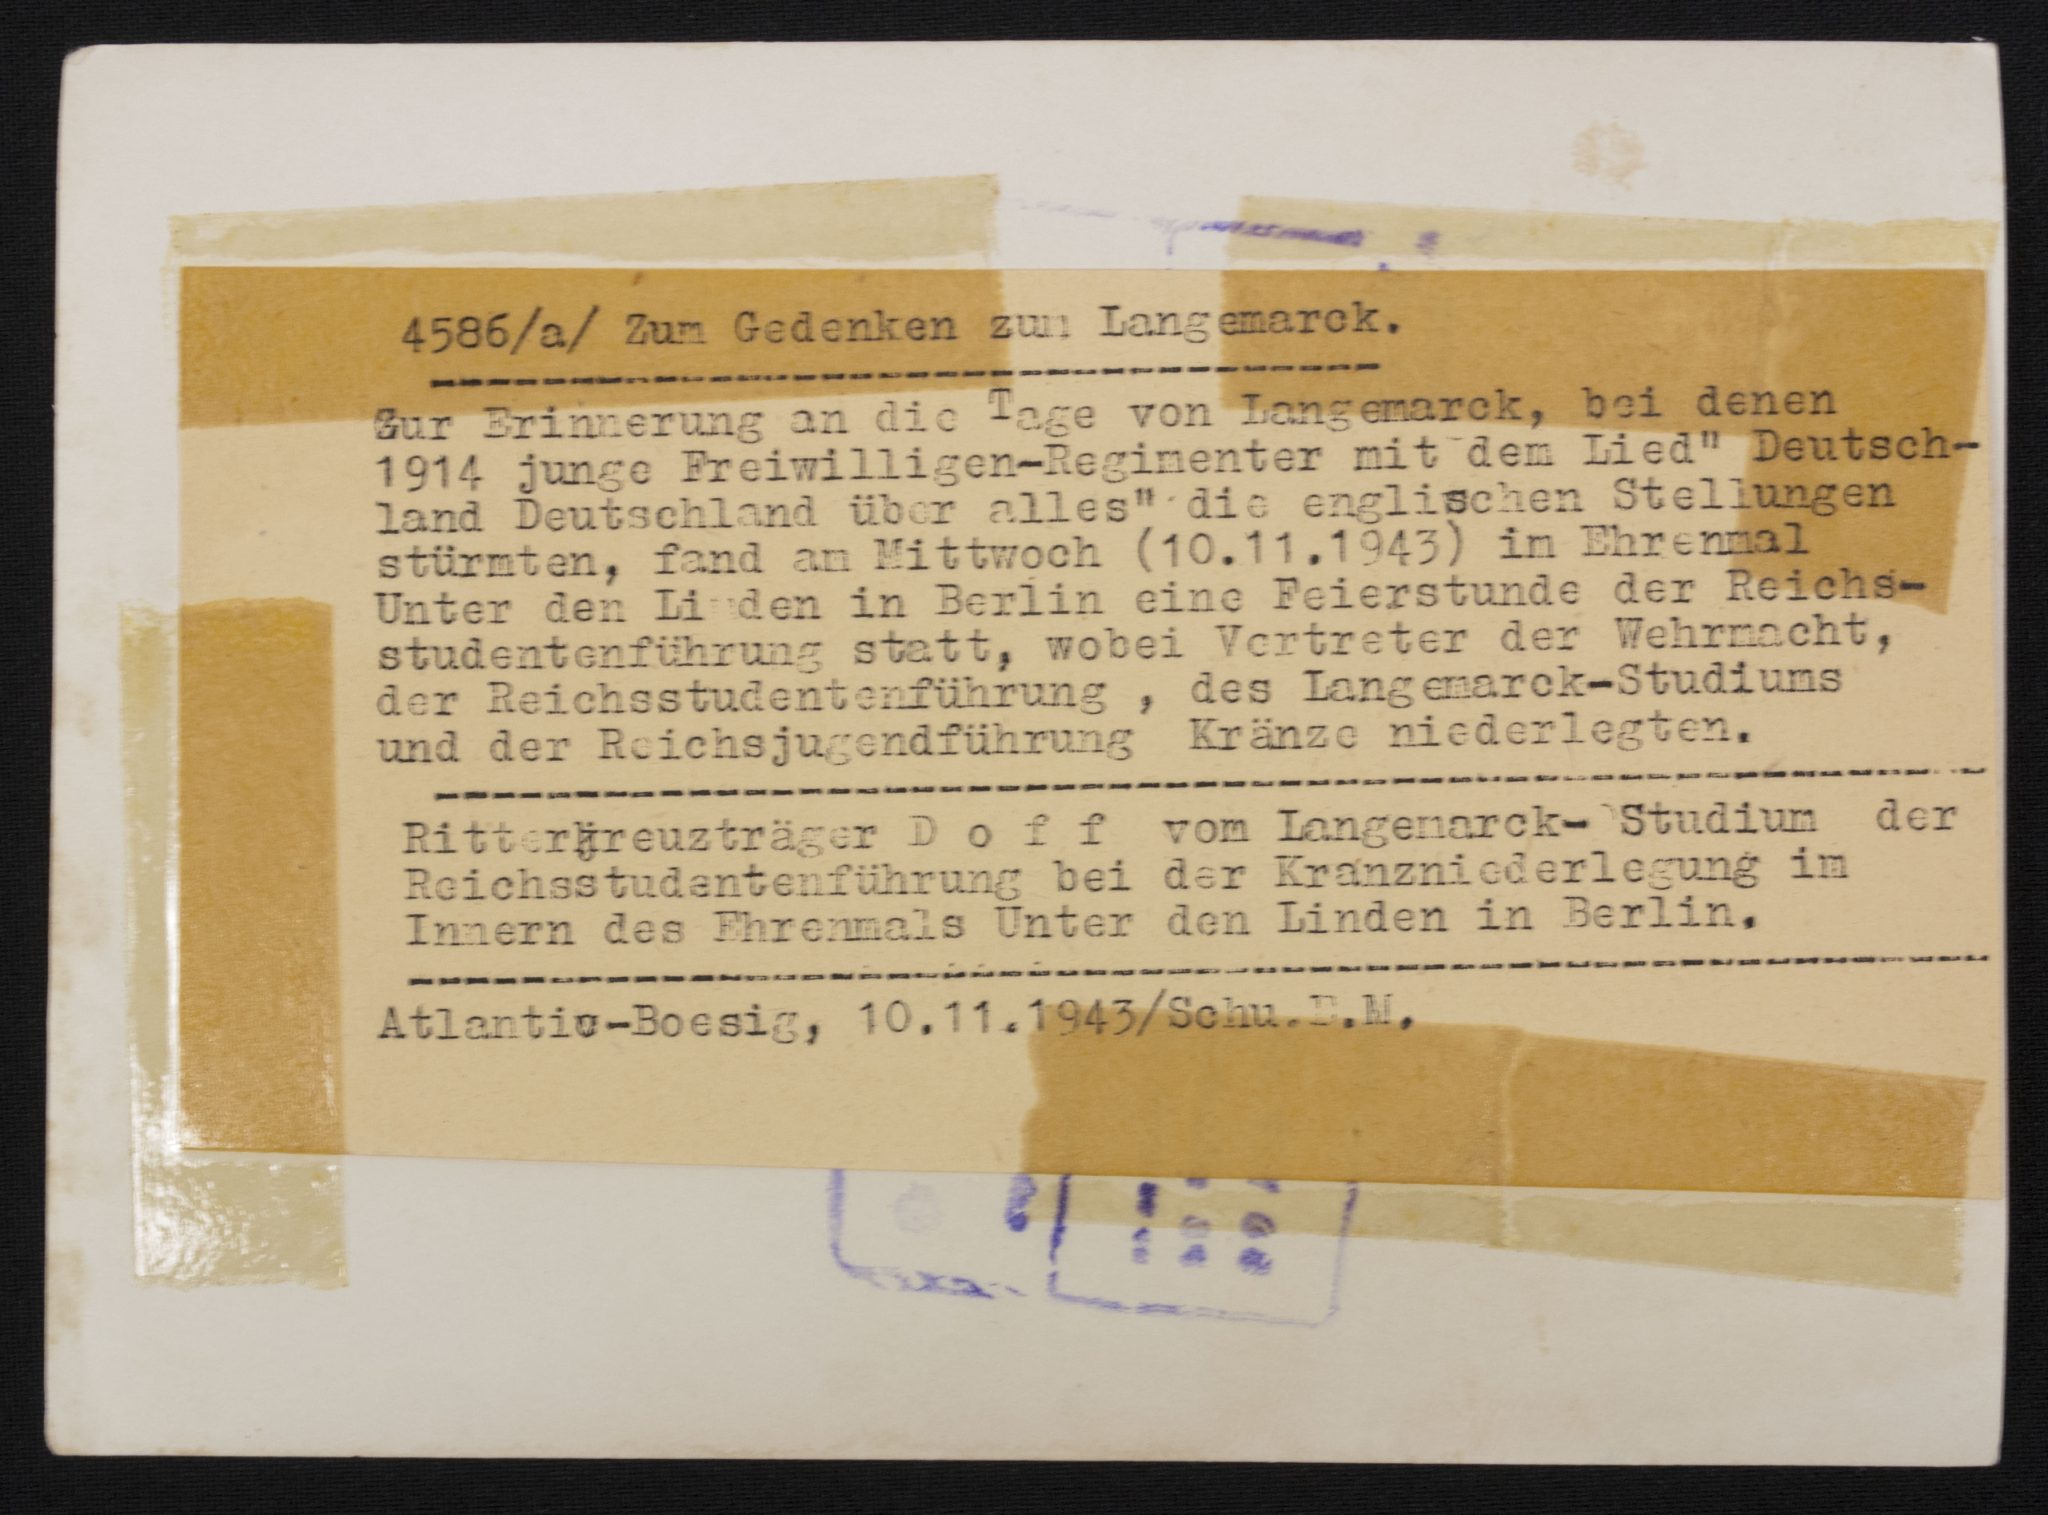 4586/a/ Zum Gedenken zum Langemarck.
Zur Erinnerung an die Tage von Langemarck, bei denen
1914 junge Freiwilligen-Regimenter mit dem Lied" Deutsch-
land Deutschland über alles" die englischen Stellungen
stürmten, fand am Mittwoch (10.11.1943) im Ehrenmal
Unter den Linden in Berlin eine Feierstunde der Reichs-
studentenführung statt, wobei Vertreter der Wehrmacht,
der Reichsstudentenführung , des Langemarck-Studiums
und der Reichsjugendführung Kränze niederlegten.
Ritterkreuzträger D o f f vom Langemarck- Studium der
Reichsstudentenführung bei der Kranzniederlegung im
Innern des Ehrenmals Unter den Linden in Berlin.
Atlantic-Boesig, 10.11.1943/Schu.D.M.